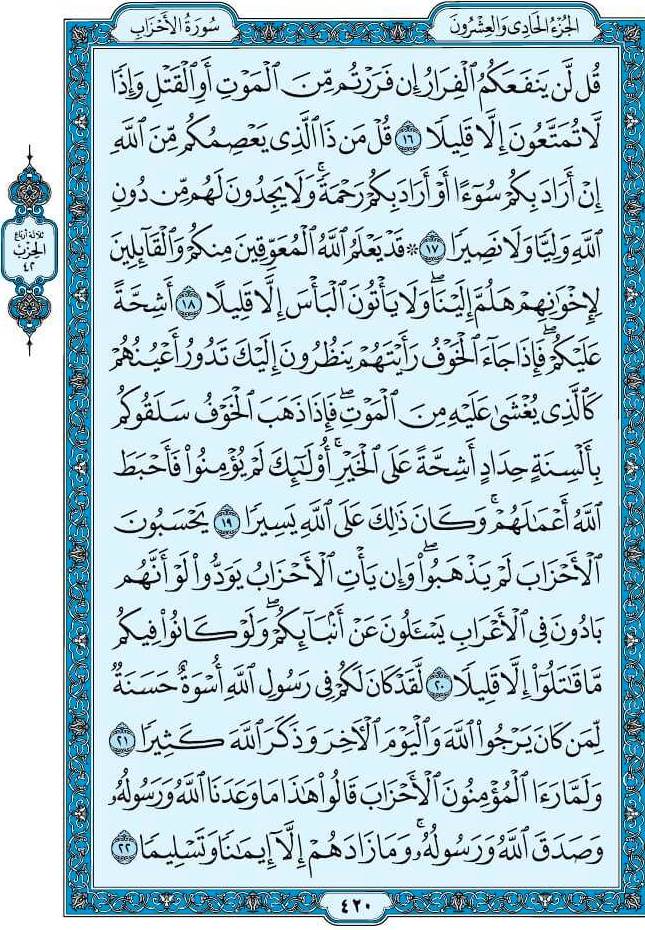 الجُزْءُ الحَادِى وَالعِشْرُونَ
سُورَةُ الأَحْزَابِ
قُل لَّن يَنفَعَكُمُ ٱلْفِرَارُ إِن فَرَرْتُم مِّنَ ٱلْمَوْتِ أَوِ ٱلْقَتْلِ وَإِذًا
لَّا تُمَتَّعُونَ إِلَّا قَلِيلًا ١٦ قُلْ مَن ذَا ٱلَّذِى يَعْصِمُكُم مِّنَ ٱللَّهِ
إِنْ أَرَادَ بِكُمْ سُوٓءًا أَوْ أَرَادَ بِكُمْ رَحْمَةً ۚ وَلَا يَجِدُونَ لَهُم مِّن دُونِ
ٱللَّهِ وَلِيًّا وَلَا نَصِيرًا ١٧ ۞ قَدْ يَعْلَمُ ٱللَّهُ ٱلْمُعَوِّقِينَ مِنكُمْ وَٱلْقَآئِلِينَ
لِإِخْوَٰنِهِمْ هَلُمَّ إِلَيْنَا ۖ وَلَا يَأْتُونَ ٱلْبَأْسَ إِلَّا قَلِيلًا ١٨ أَشِحَّةً
عَلَيْكُمْ ۖ فَإِذَا جَآءَ ٱلْخَوْفُ رَأَيْتَهُمْ يَنظُرُونَ إِلَيْكَ تَدُورُ أَعْيُنُهُمْ
كَٱلَّذِى يُغْشَىٰ عَلَيْهِ مِنَ ٱلْمَوْتِ ۖ فَإِذَا ذَهَبَ ٱلْخَوْفُ سَلَقُوكُم
بِأَلْسِنَةٍ حِدَادٍ أَشِحَّةً عَلَى ٱلْخَيْرِ ۚ أُو۟لَٰٓئِكَ لَمْ يُؤْمِنُوا۟ فَأَحْبَطَ
ٱللَّهُ أَعْمَٰلَهُمْ ۚ وَكَانَ ذَٰلِكَ عَلَى ٱللَّهِ يَسِيرًا ١٩ يَحْسَبُونَ
ٱلْأَحْزَابَ لَمْ يَذْهَبُوا۟ ۖ وَإِن يَأْتِ ٱلْأَحْزَابُ يَوَدُّوا۟ لَوْ أَنَّهُم
بَادُونَ فِى ٱلْأَعْرَابِ يَسْـَٔلُونَ عَنْ أَنۢبَآئِكُمْ ۖ وَلَوْ كَانُوا۟ فِيكُم
مَّا قَٰتَلُوٓا۟ إِلَّا قَلِيلًا ٢٠ لَّقَدْ كَانَ لَكُمْ فِى رَسُولِ ٱللَّهِ أُسْوَةٌ حَسَنَةٌ
لِّمَن كَانَ يَرْجُوا۟ ٱللَّهَ وَٱلْيَوْمَ ٱلْـَٔاخِرَ وَذَكَرَ ٱللَّهَ كَثِيرًا ٢١
وَلَمَّا رَءَا ٱلْمُؤْمِنُونَ ٱلْأَحْزَابَ قَالُوا۟ هَٰذَا مَا وَعَدَنَا ٱللَّهُ وَرَسُولُهُۥ
وَصَدَقَ ٱللَّهُ وَرَسُولُهُۥ ۚ وَمَا زَادَهُمْ إِلَّآ إِيمَٰنًا وَتَسْلِيمًا ٢٢
ثلاثة أرباع
الحِزْب
٤٢
٤٢٠